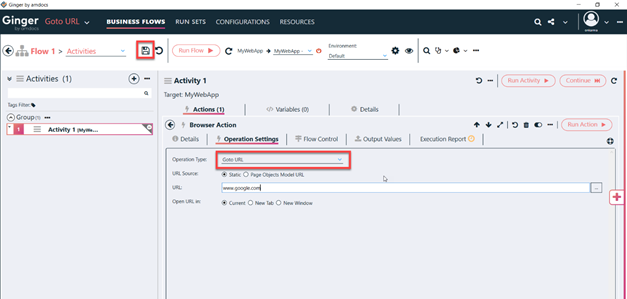 Ginger by amdocs
Ginger
by amdocs
Goto URL
BUSINESS FLOWS
RUN SETS
CONFIGURATIONS
RESOURCES
Flow 1 > Activities
Run Flow
MyWebApp
MyWebApp -
Environment:
Default
Activities (1)
Tags Filter:
Group (1)
1
Activity 1 (MyWe...
Activity 1
Run Activity
Continue
Target: MyWebApp
Actions (1)
Variables (0)
Details
Browser Action
Run Action
Details
Operation Settings
Flow Control
Output Values
Execution Report
Operation Type:
Goto URL
URL Source:
Static
Page Objects Model URL
URL:
www.google.com
...
Open URL in:
Current
New Tab
New Window